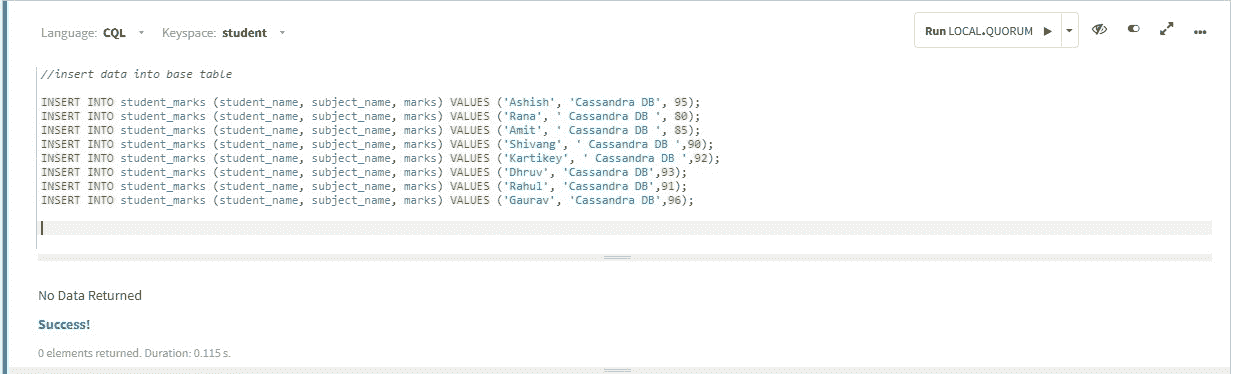 Language: CQL Keyspace: student Run LOCAL.QUORUM
//insert data into base table
INSERT INTO student_marks (student_name, subject_name, marks) VALUES ('Ashish', 'Cassandra DB', 95);
INSERT INTO student_marks (student_name, subject_name, marks) VALUES ('Rana', ' Cassandra DB ', 80);
INSERT INTO student_marks (student_name, subject_name, marks) VALUES ('Amit', ' Cassandra DB ', 85);
INSERT INTO student_marks (student_name, subject_name, marks) VALUES ('Shivang', ' Cassandra DB ',90);
INSERT INTO student_marks (student_name, subject_name, marks) VALUES ('Kartikey', ' Cassandra DB ',92);
INSERT INTO student_marks (student_name, subject_name, marks) VALUES ('Dhruv', 'Cassandra DB',93);
INSERT INTO student_marks (student_name, subject_name, marks) VALUES ('Rahul', 'Cassandra DB',91);
INSERT INTO student_marks (student_name, subject_name, marks) VALUES ('Gaurav', 'Cassandra DB',96);
No Data Returned
Success!
0 elements returned. Duration: 0.115 s.